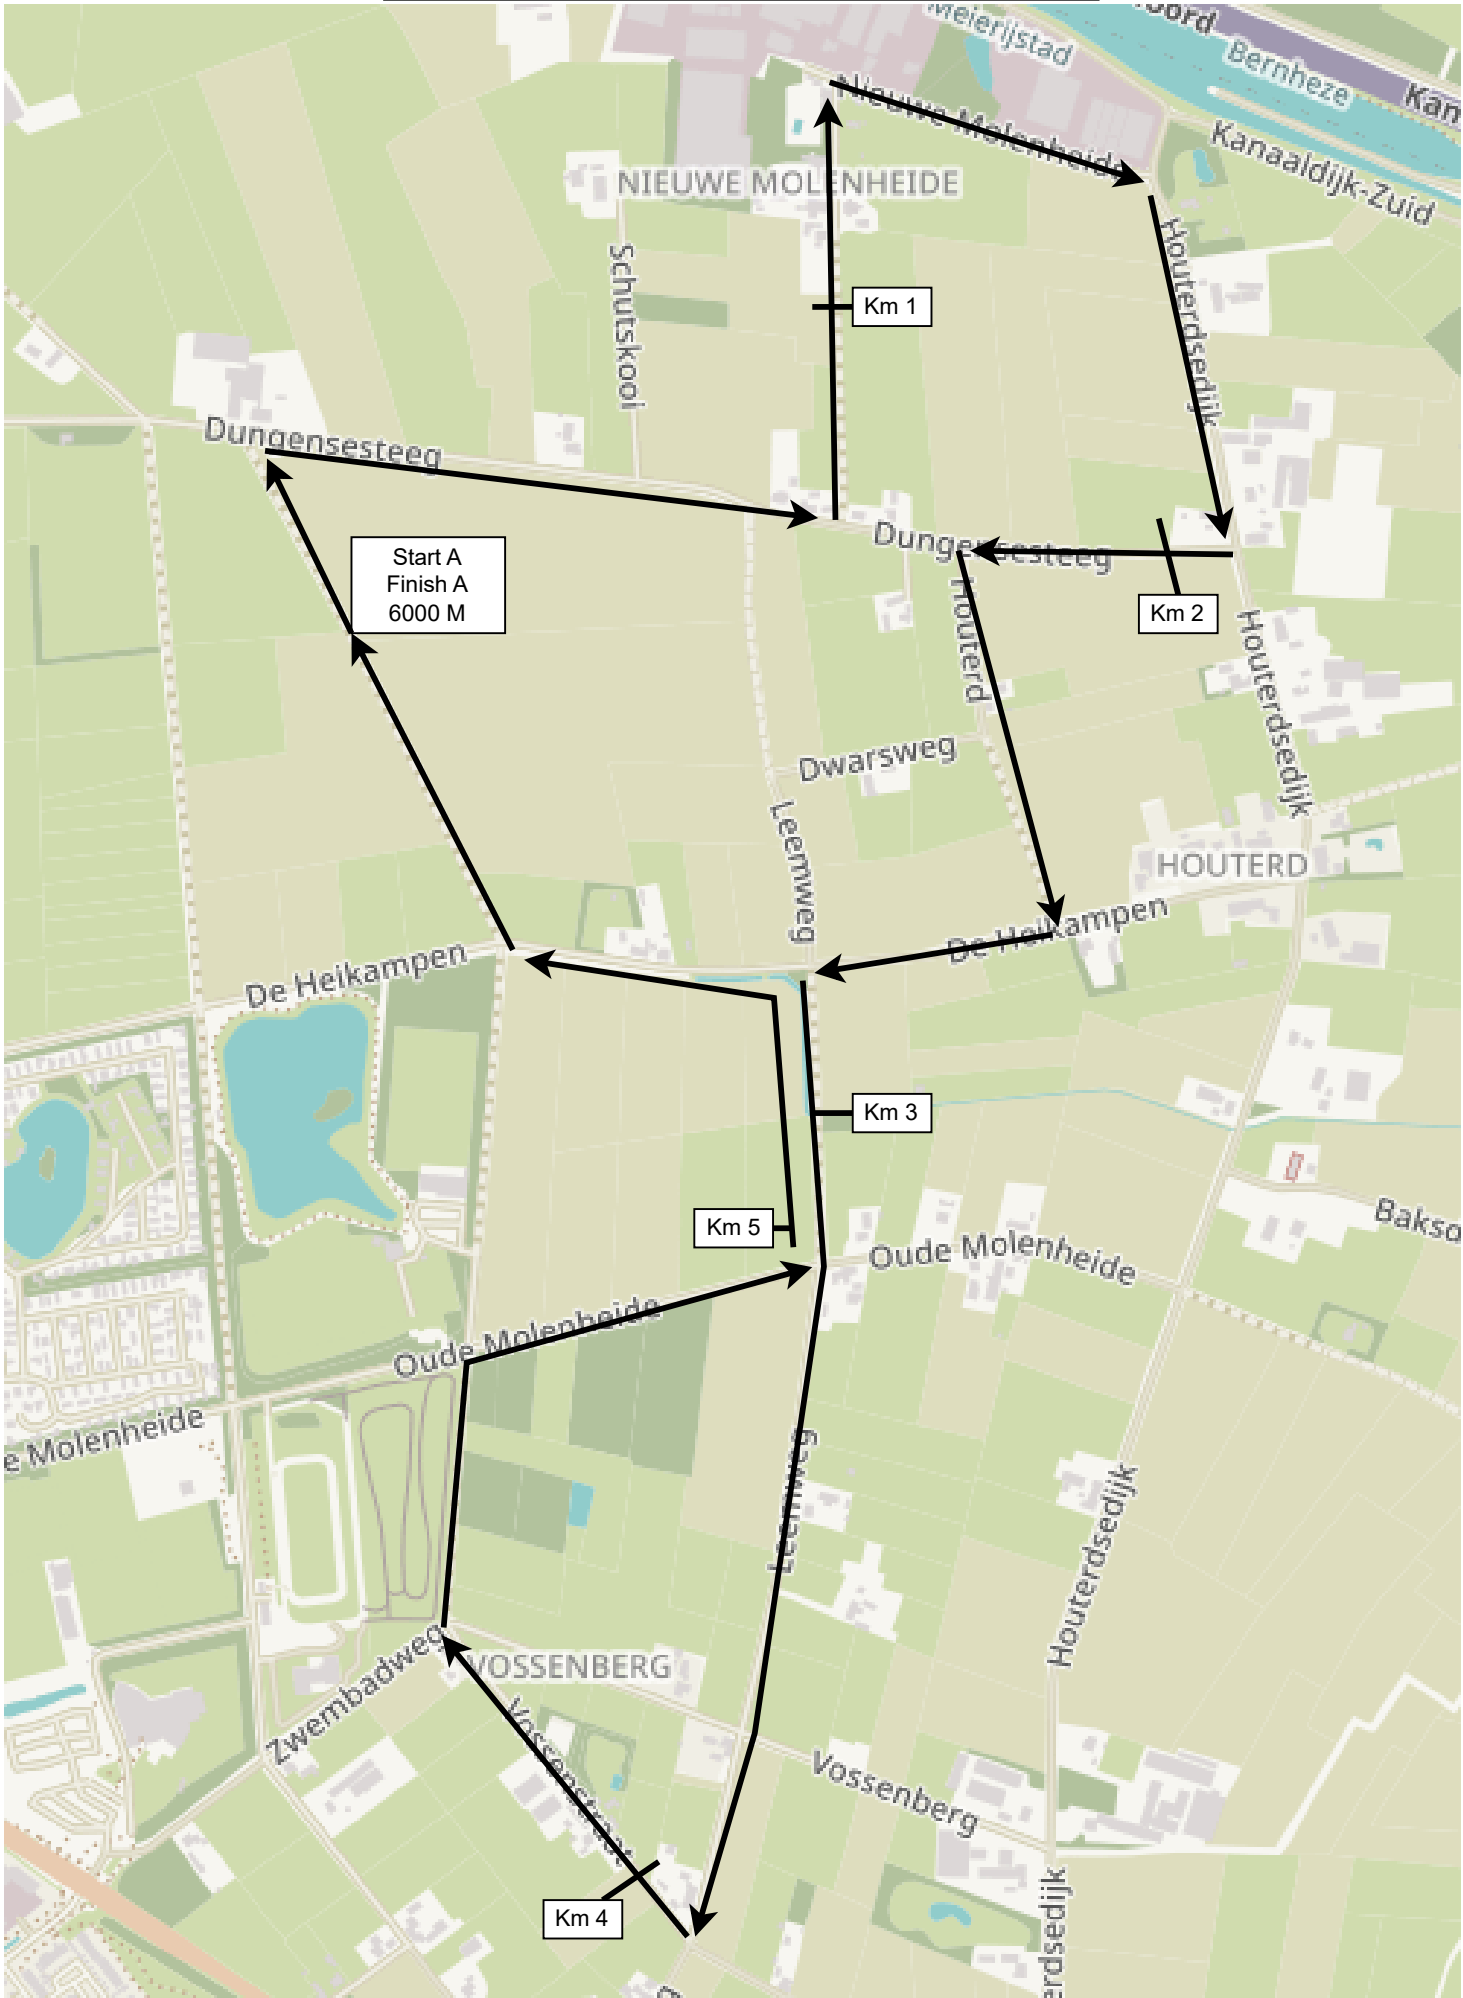 Meierijstad
Bernheze
Nieuwe Molenheide
Kanaaldijk-Zuid
NIEUWE MOLENHEIDE
Schutskooi
Houterdsedijk
Km 1
Dungensesteeg
Start A
Finish A
6000 M
Dungensesteeg
Km 2
Houterd
Houterdsedijk
Dwarsweg
Leemweg
HOUTERD
De Heikampen
De Heikampen
Km 3
Km 5
Oude Molenheide
Oude Molenheide
e Molenheide
Leemweg
Houterdsedijk
Zwembadweg
VOSSENBERG
Vossenberg
Km 4
erdsedijk